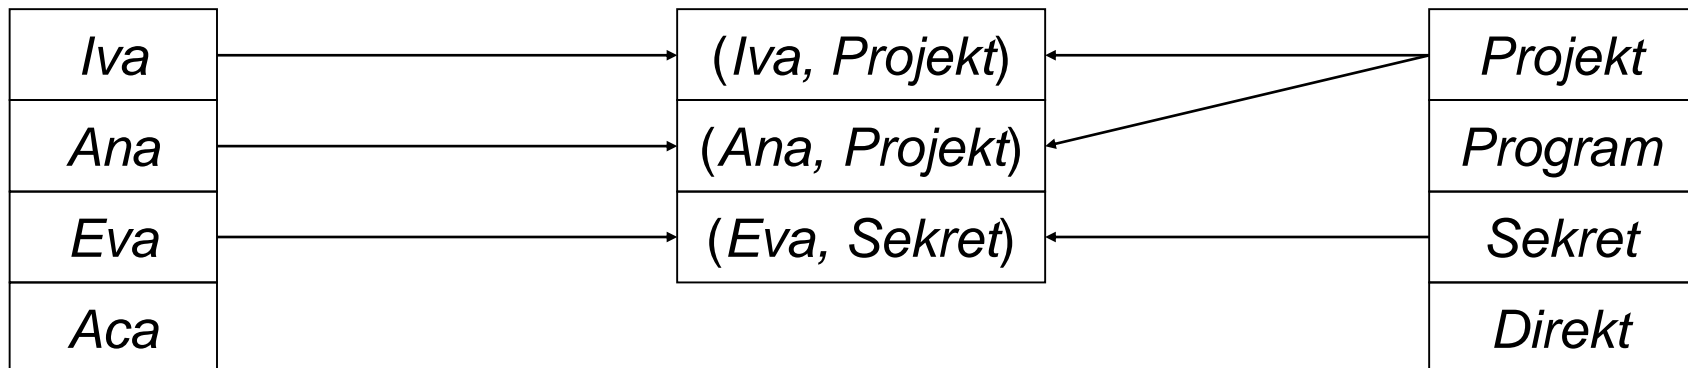 Iva (Iva, Projekt) Projekt
Ana (Ana, Projekt) Program
Eva (Eva, Sekret) Sekret
Aca Direkt